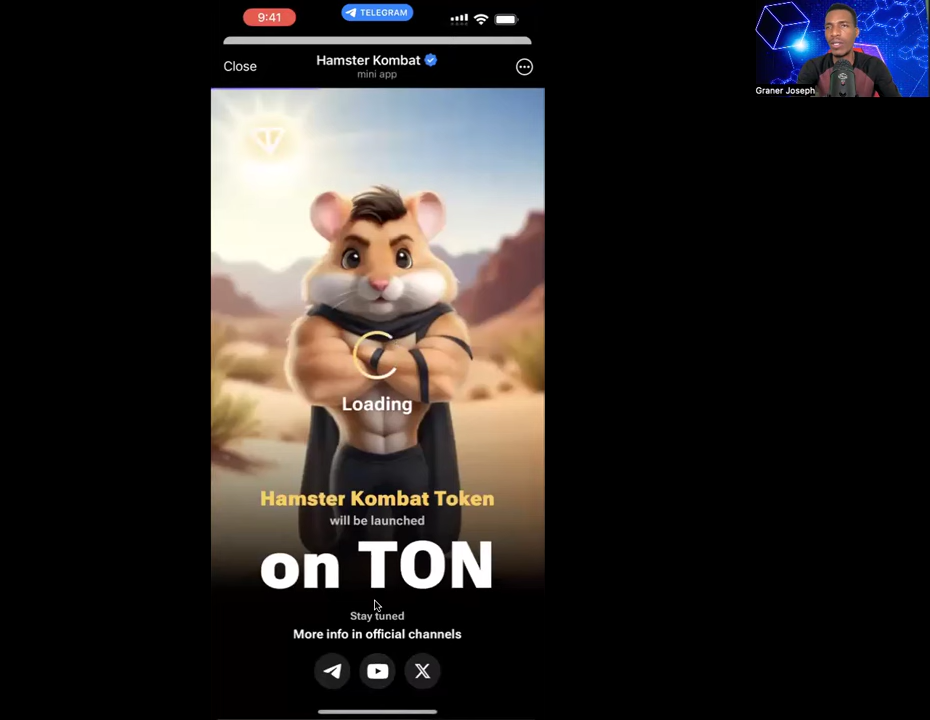 9:41
TELEGRAM
Close
Hamster Kombat
mini app
Graner Joseph
Loading
Hamster Kombat Token
will be launched
on TON
Stay tuned
More info in official channels